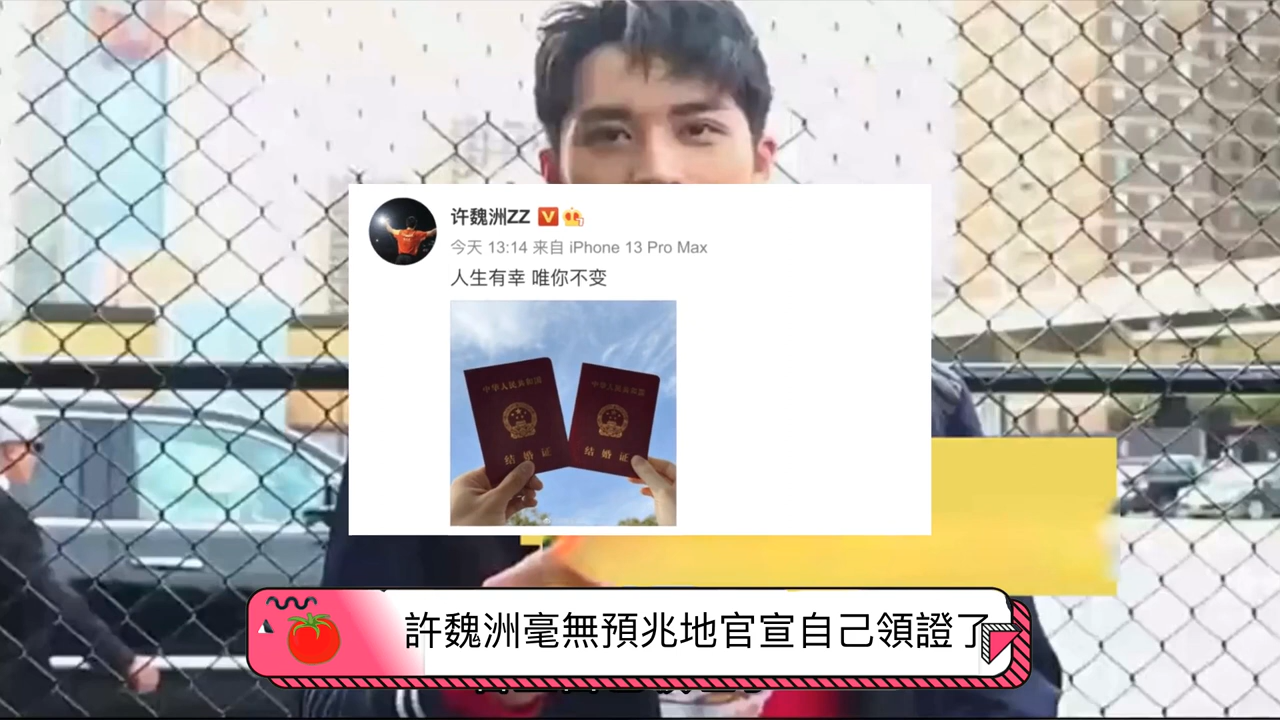 许魏洲ZZ
今天 13:14 来自 iPhone 13 Pro Max
人生有幸 唯你不变
中华人民共和国
结婚证
中华人民共和国
结婚证
許魏洲毫無預兆地官宣自己領證了